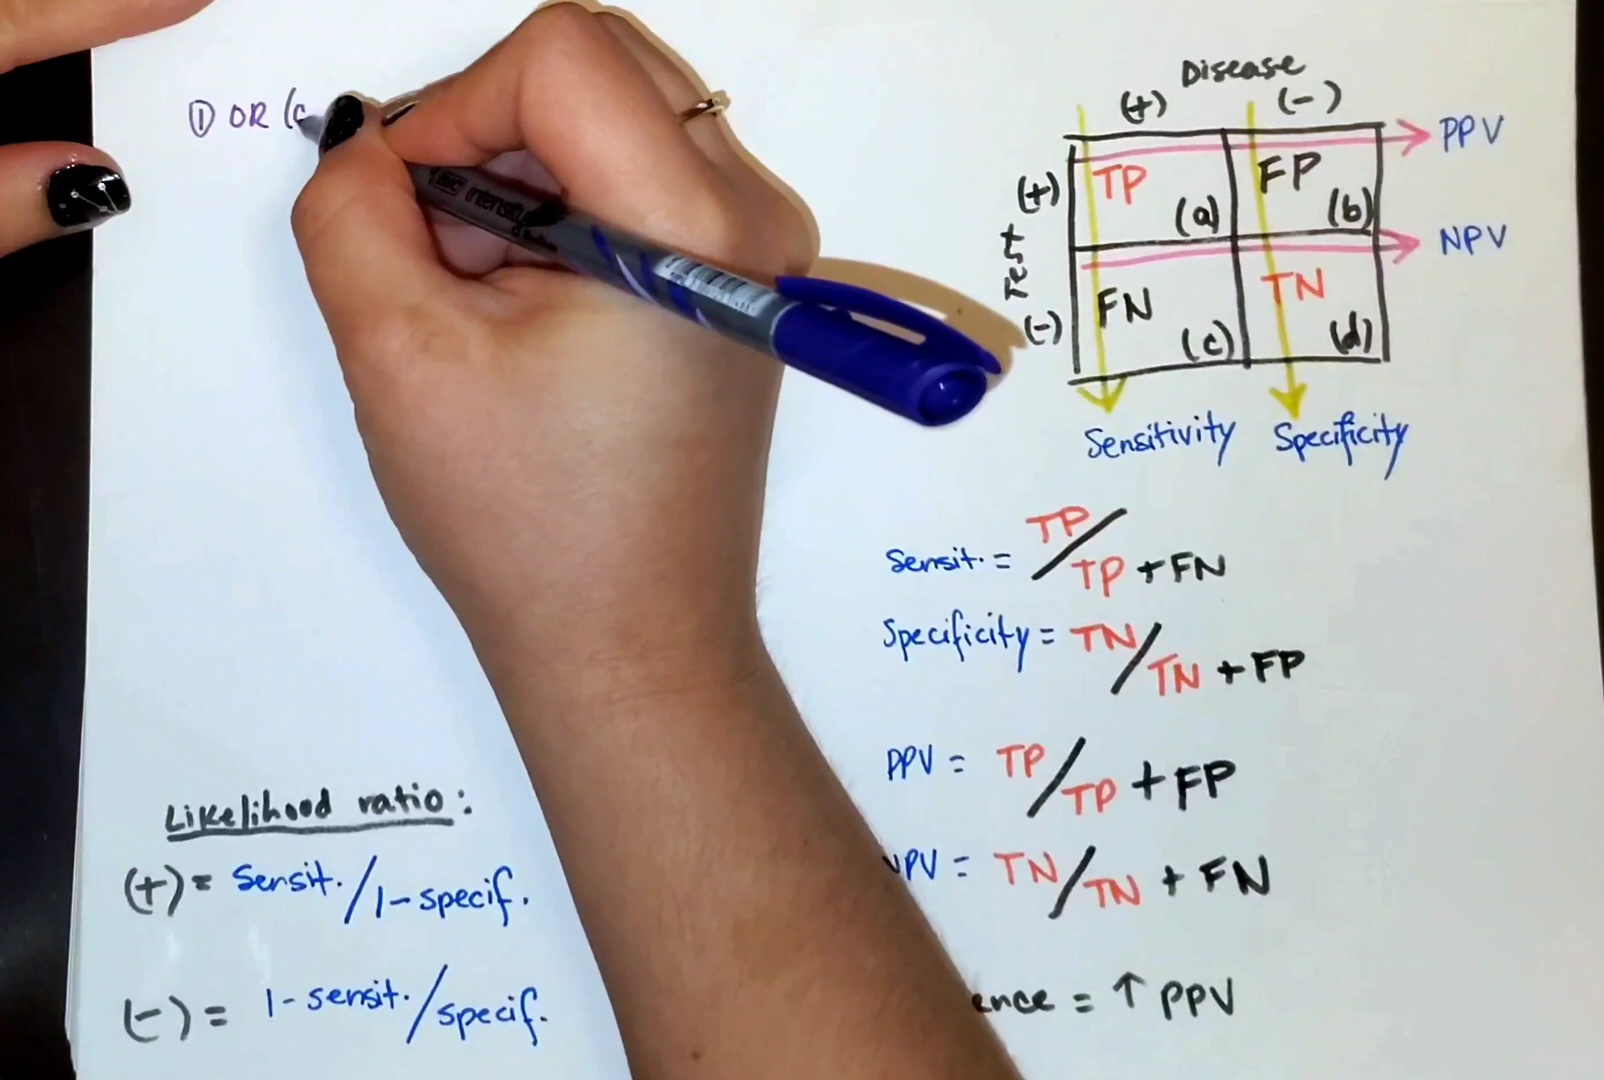 ① OR (c
Disease
(+) (-)
Test
(+) TP (a) FP (b) PPV
(-) FN (c) TN (d) NPV
Sensitivity Specificity
Sensit. = TP/TP + FN
Specificity = TN/TN + FP
PPV = TP/TP + FP
NPV = TN/TN + FN
ence = ↑ PPV
Likelihood ratio:
(+) = Sensit./1-specif.
(-) = 1-sensit./specif.
intensity